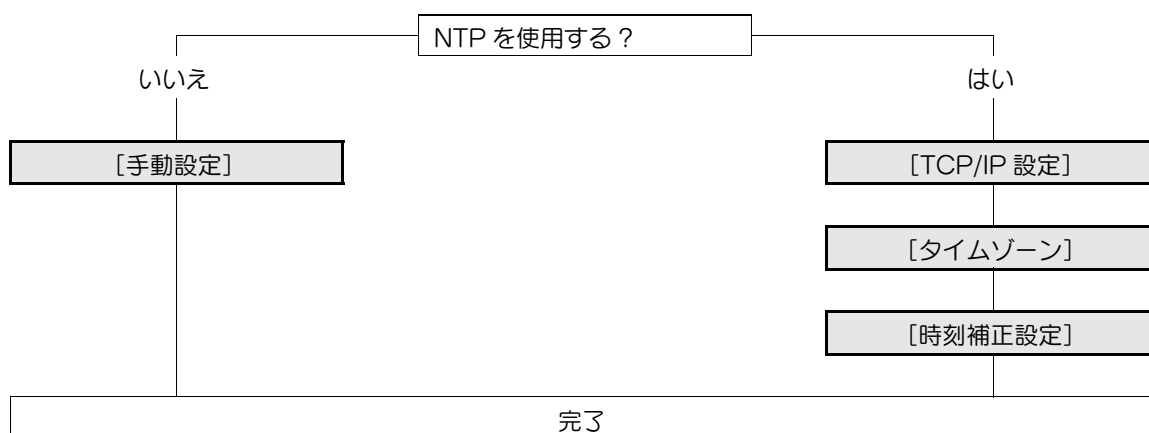 NTP を使用する？
いいえ
はい
［手動設定］
［TCP/IP 設定］
［タイムゾーン］
［時刻補正設定］
完了